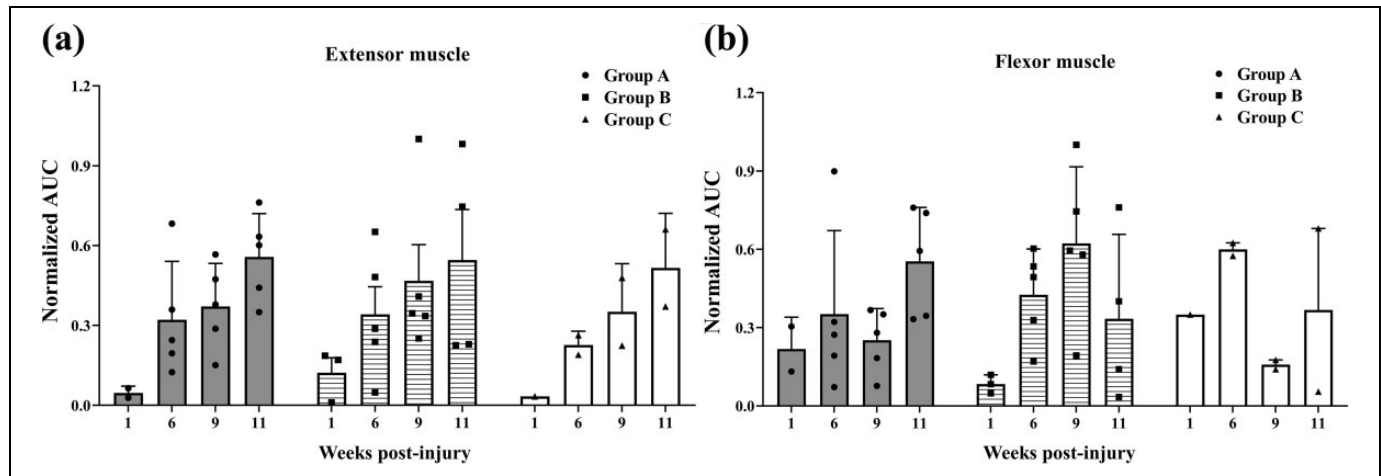 (a)
Extensor muscle
Group A
Group B
Group C
Normalized AUC
1.2
0.9
0.6
0.3
0.0
1 6 9 11 1 6 9 11 1 6 9 11
Weeks post-injury
(b)
Flexor muscle
Group A
Group B
Group C
Normalized AUC
1.2
0.9
0.6
0.3
0.0
1 6 9 11 1 6 9 11 1 6 9 11
Weeks post-injury